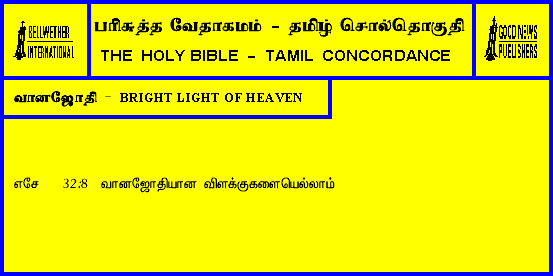 BELLWETHER
INTERNATIONAL
பரிசுத்த வேதாகமம் - தமிழ் சொல்தொகுதி
THE HOLY BIBLE - TAMIL CONCORDANCE
GOOD NEWS
PUBLISHERS
வானஜோதி - BRIGHT LIGHT OF HEAVEN
எசே 32:8 வானஜோதியான விளக்குகளையெல்லாம்